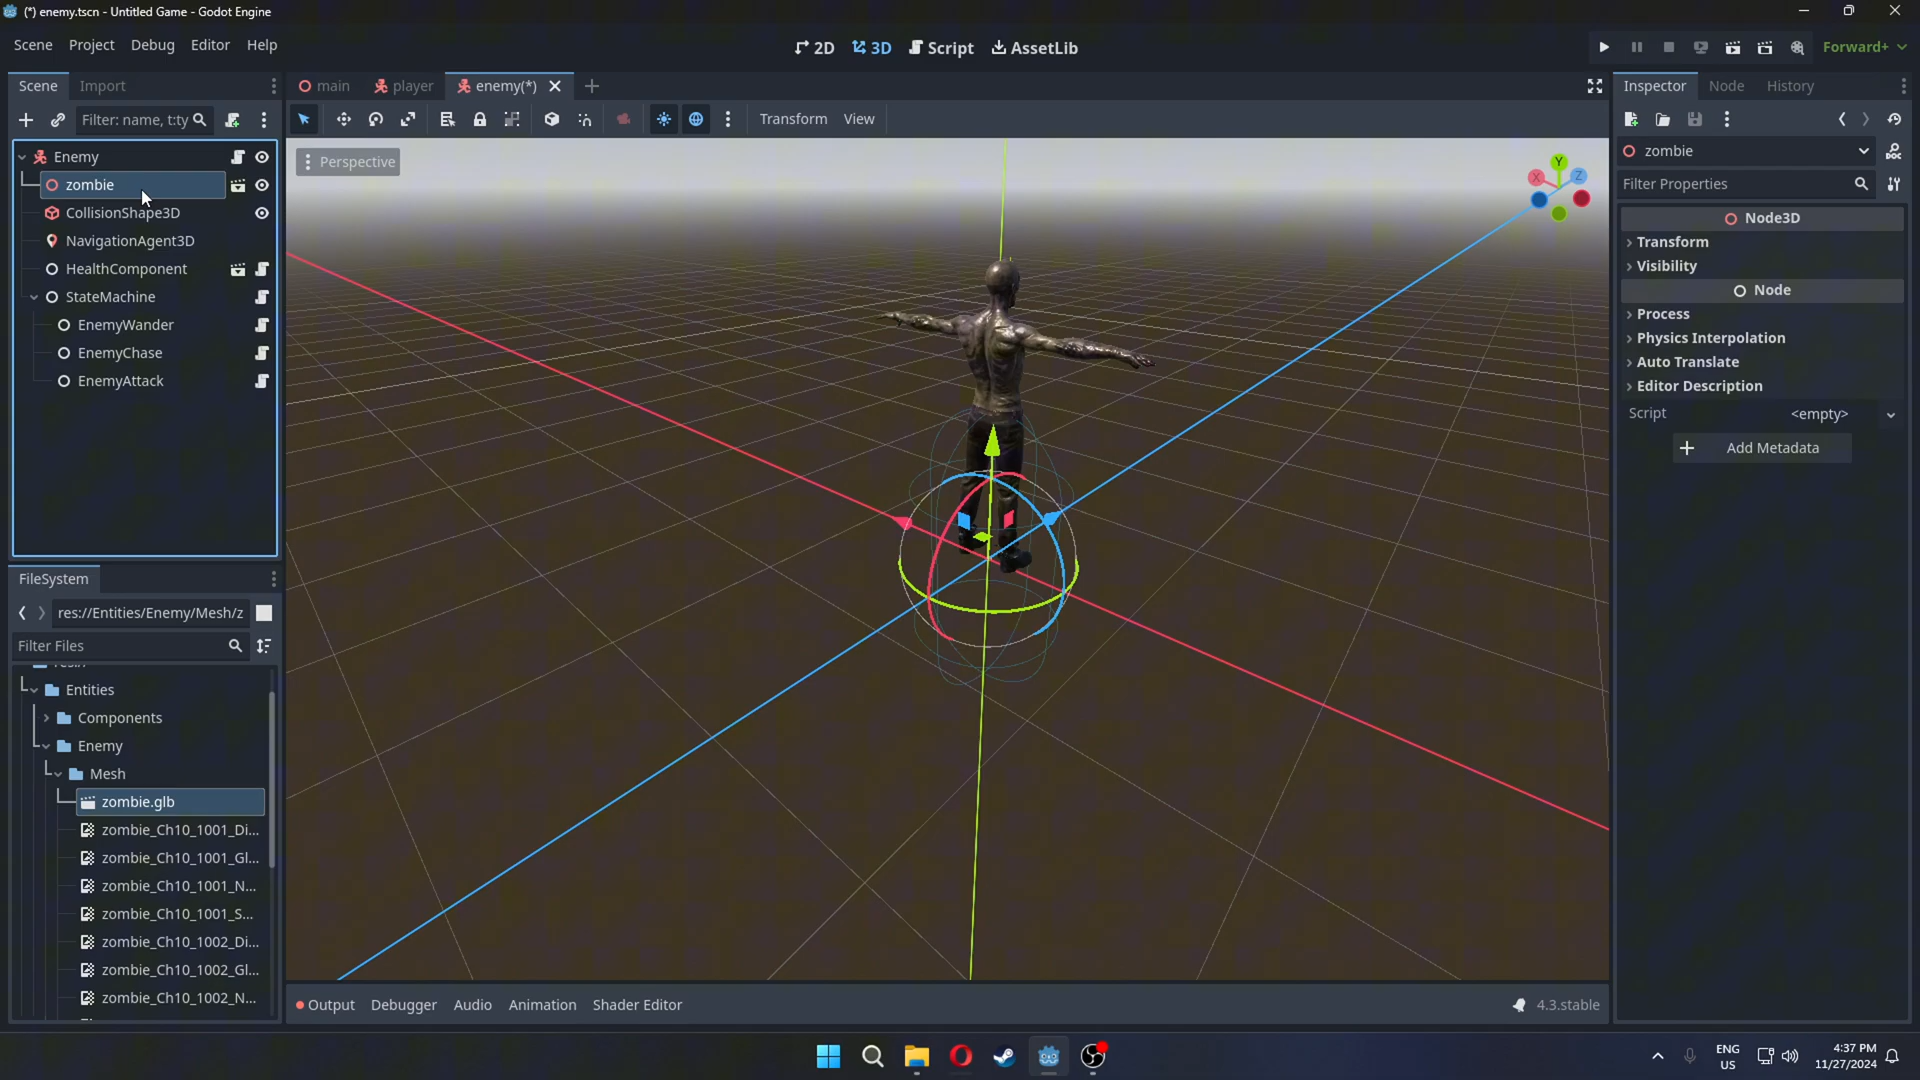 (*) enemy.tscn - Untitled Game - Godot Engine
Scene Project Debug Editor Help
2D 3D Script AssetLib
Forward+
Scene Import
main player enemy(*)
Inspector Node History
Filter: name, t:ty
Transform View
Enemy
zombie
CollisionShape3D
NavigationAgent3D
HealthComponent
StateMachine
EnemyWander
EnemyChase
EnemyAttack
Perspective
Y
X
Z
zombie
Filter Properties
Node3D
Transform
Visibility
Node
Process
Physics Interpolation
Auto Translate
Editor Description
Script <empty>
Add Metadata
FileSystem
res://Entities/Enemy/Mesh/z
Filter Files
Entities
Components
Enemy
Mesh
zombie.glb
zombie_Ch10_1001_Di...
zombie_Ch10_1001_Gl...
zombie_Ch10_1001_N...
zombie_Ch10_1001_S...
zombie_Ch10_1002_Di...
zombie_Ch10_1002_Gl...
zombie_Ch10_1002_N...
Output Debugger Audio Animation Shader Editor
4.3.stable
ENG
US
4:37 PM
11/27/2024